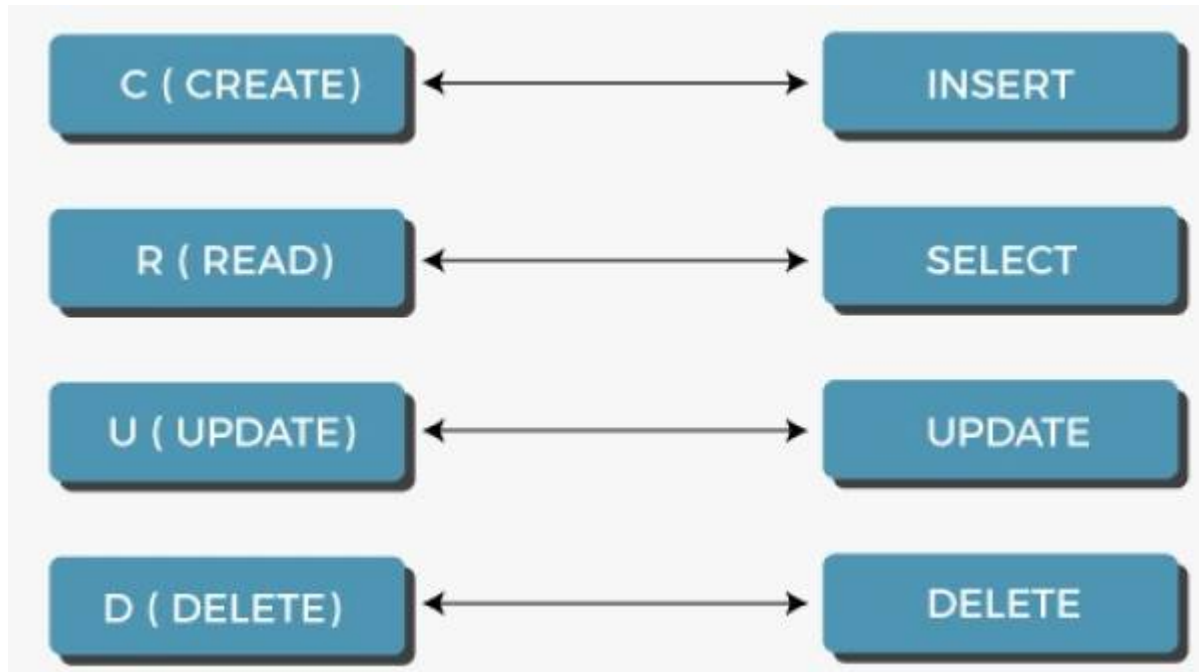 C ( CREATE)
INSERT
R ( READ)
SELECT
U ( UPDATE)
UPDATE
D ( DELETE)
DELETE